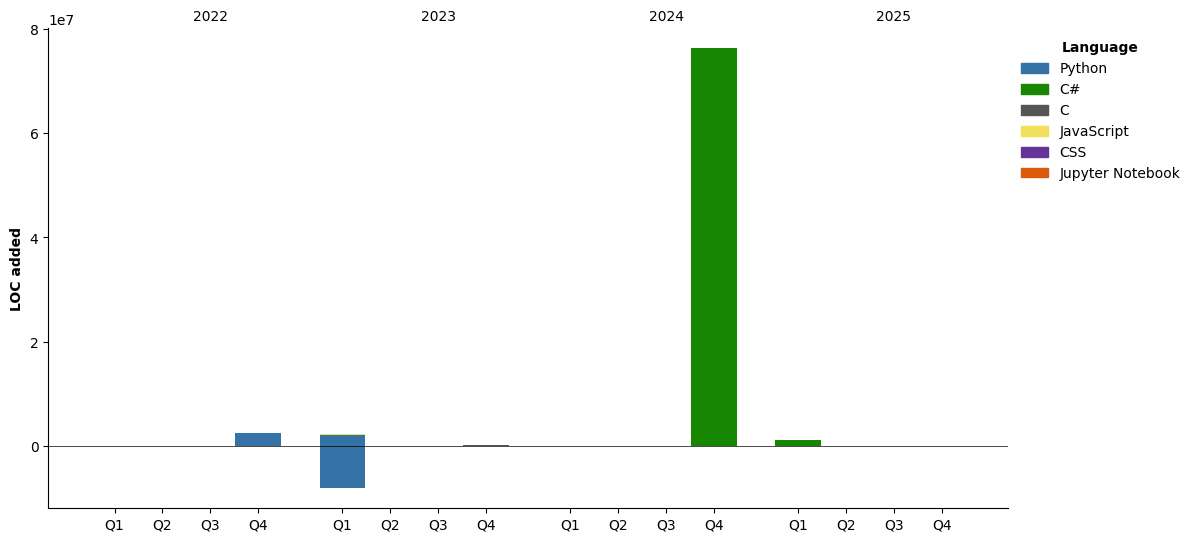 2022 2023 2024 2025
1e7
8
6
4
2
0
LOC added
Q1 Q2 Q3 Q4 Q1 Q2 Q3 Q4 Q1 Q2 Q3 Q4 Q1 Q2 Q3 Q4
Language
Python
C#
C
JavaScript
CSS
Jupyter Notebook